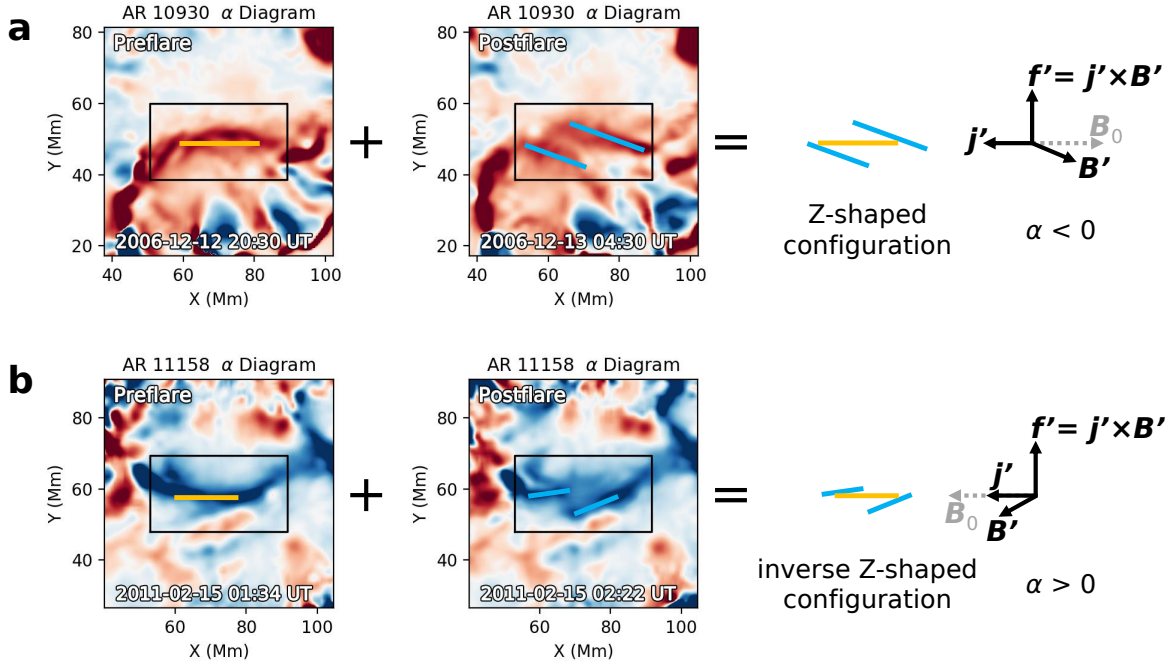 a
AR 10930 α Diagram
Preflare
2006-12-12 20:30 UT
80
60
40
20
Y (Mm)
40 60 80 100
X (Mm)
+
AR 10930 α Diagram
Postflare
2006-12-13 04:30 UT
80
60
40
20
Y (Mm)
40 60 80 100
X (Mm)
=
Z-shaped
configuration
f’= j’×B’
j’
B₀
B’
α < 0
b
AR 11158 α Diagram
Preflare
2011-02-15 01:34 UT
80
60
40
Y (Mm)
60 80 100
X (Mm)
+
AR 11158 α Diagram
Postflare
2011-02-15 02:22 UT
80
60
40
Y (Mm)
60 80 100
X (Mm)
=
inverse Z-shaped
configuration
f’= j’×B’
j’
B₀
B’
α > 0